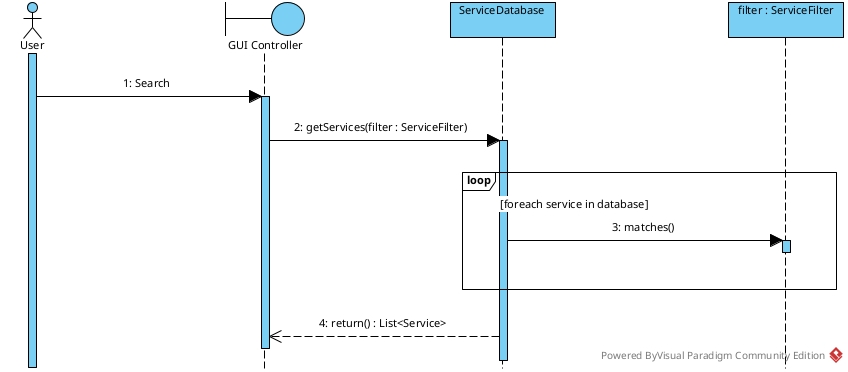 ServiceDatabase
filter : ServiceFilter
User
GUI Controller
1: Search
2: getServices(filter : ServiceFilter)
loop
[foreach service in database]
3: matches()
4: return() : List<Service>
Powered ByVisual Paradigm Community Edition